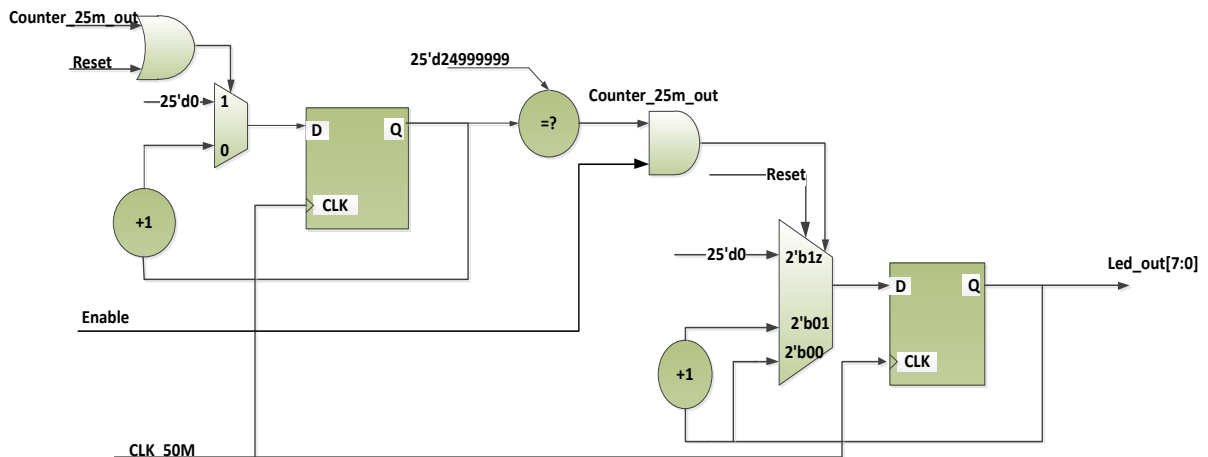 Counter_25m_out
Reset
25'd0
1
0
D
Q
CLK
+1
25'd24999999
=?
Counter_25m_out
Reset
25'd0
2'b1z
2'b01
2'b00
+1
D
Q
CLK
Led_out[7:0]
Enable
CLK_50M